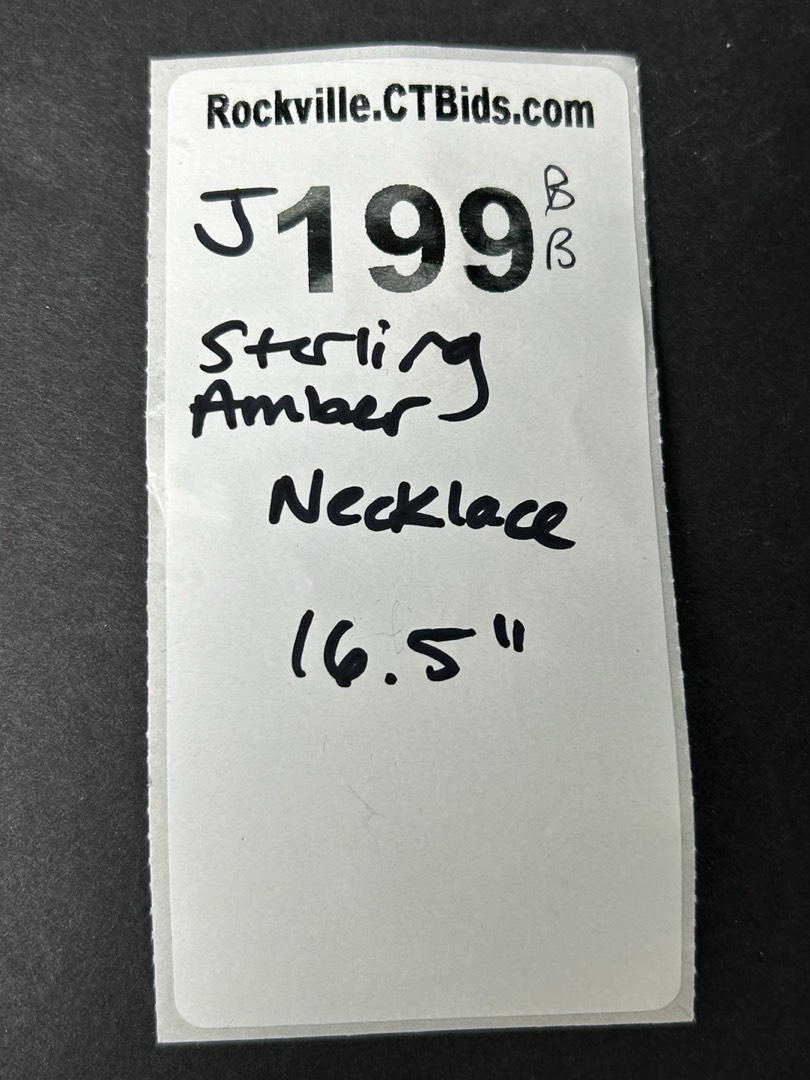 Rockville.CTBids.com
J199 B
B
Sterling
Amber
Necklace
16.5"